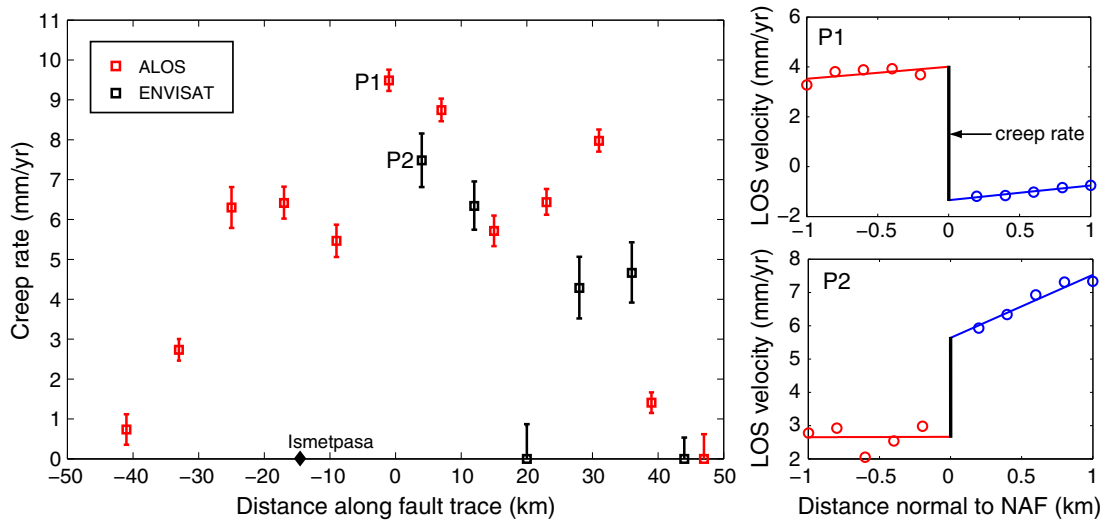 11
10
9
8
7
6
5
4
3
2
1
0
Creep rate (mm/yr)
ALOS
ENVISAT
P1
P2
Ismetpasa
−50 −40 −30 −20 −10 0 10 20 30 40 50
Distance along fault trace (km)
P1
6
4
2
0
−2
LOS velocity (mm/yr)
creep rate
−1 −0.5 0 0.5 1
P2
8
7
6
5
4
3
2
LOS velocity (mm/yr)
−1 −0.5 0 0.5 1
Distance normal to NAF (km)